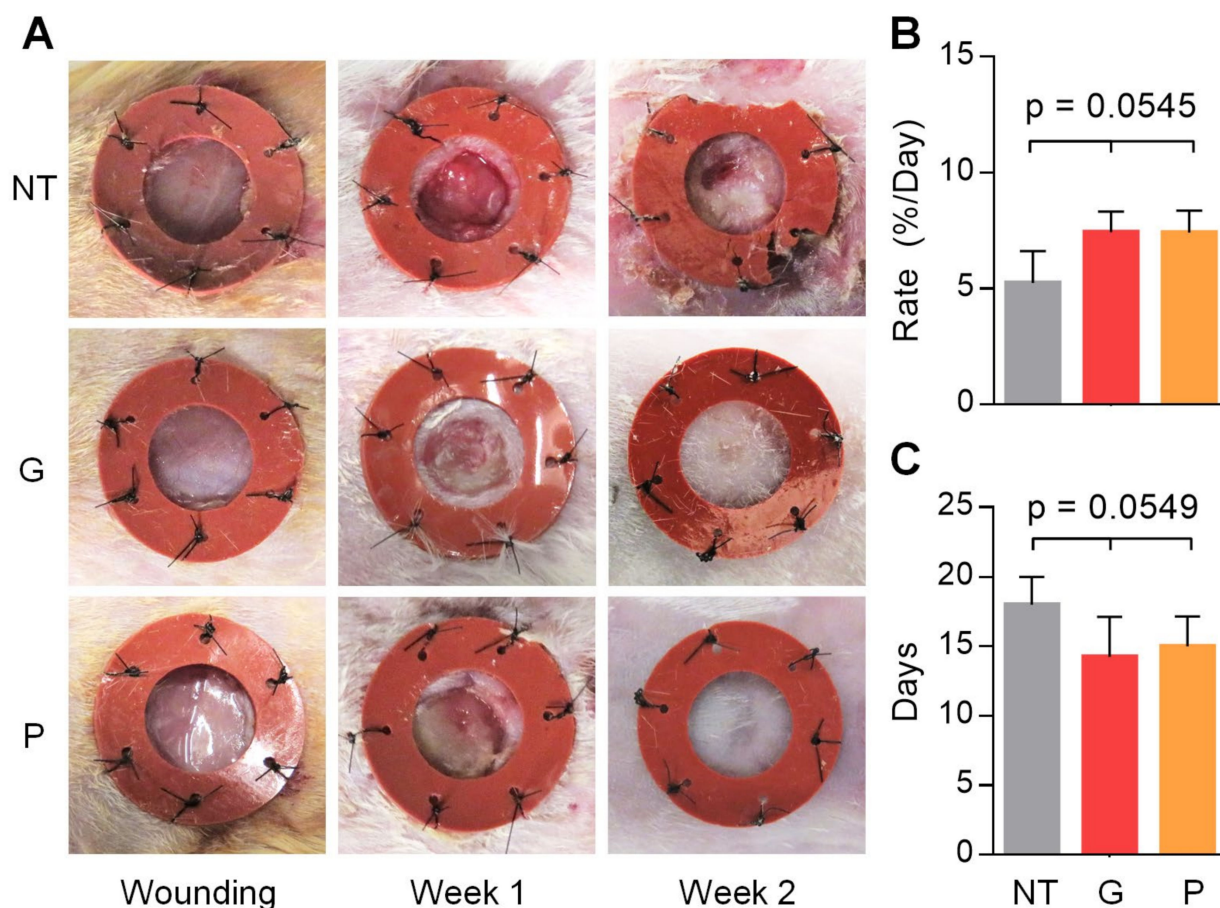 A
NT
G
P
Wounding
Week 1
Week 2
B
15
p = 0.0545
10
5
0
Rate (%/Day)
C
25
p = 0.0549
20
15
10
5
0
Days
NT
G
P